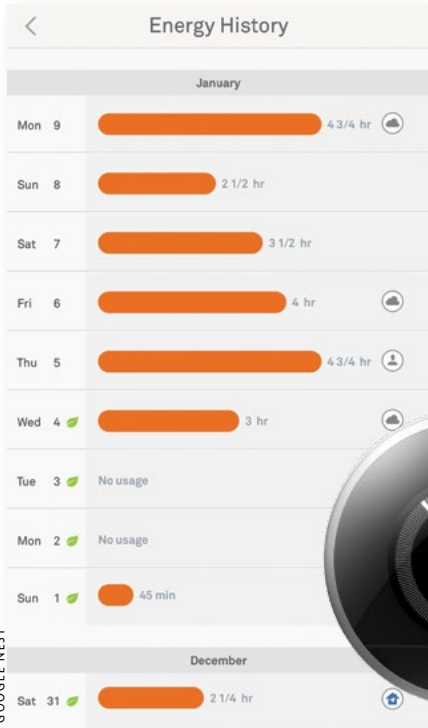 Energy History
January
Mon 9 4 3/4 hr
Sun 8 2 1/2 hr
Sat 7 3 1/2 hr
Fri 6 4 hr
Thu 5 4 3/4 hr
Wed 4 3 hr
Tue 3 No usage
Mon 2 No usage
Sun 1 45 min
December
Sat 31 2 1/4 hr
GOOGLE NEST